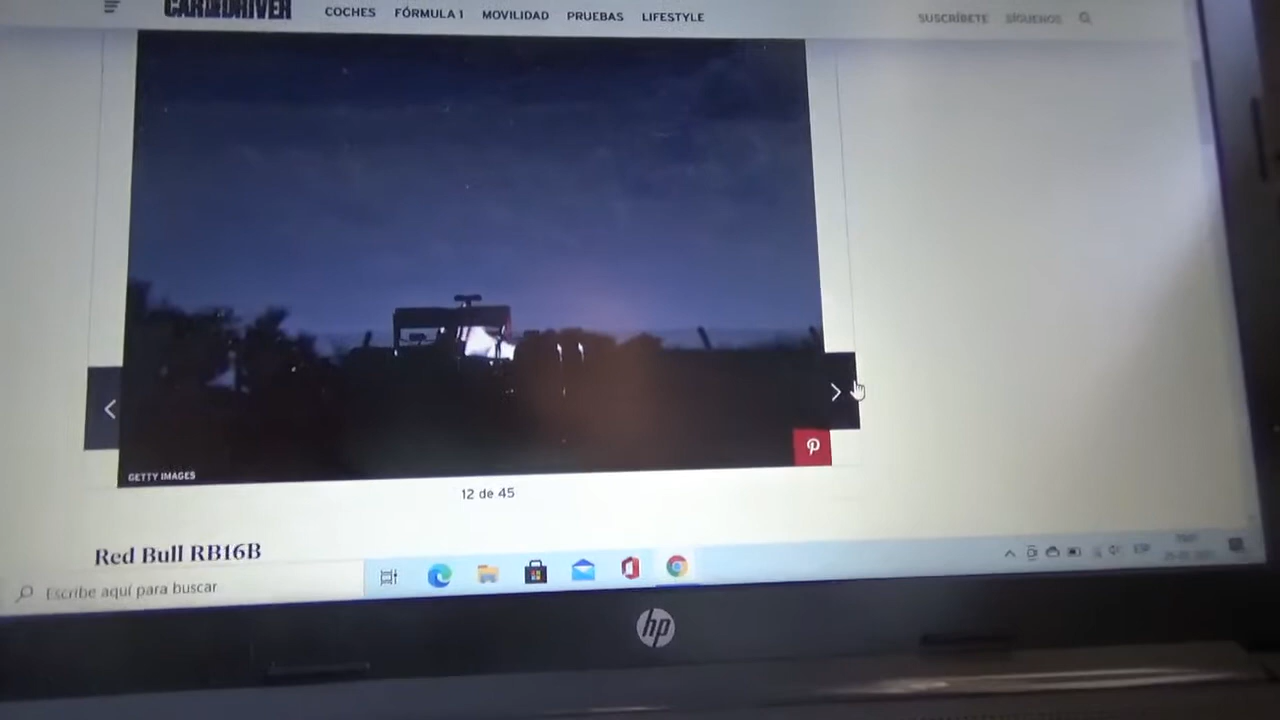 CAR AND DRIVER
COCHES FÓRMULA 1 MOVILIDAD PRUEBAS LIFESTYLE SUSCRÍBETE SÍGUENOS
GETTY IMAGES
12 de 45
Red Bull RB16B
Escribe aquí para buscar
ESP
hp